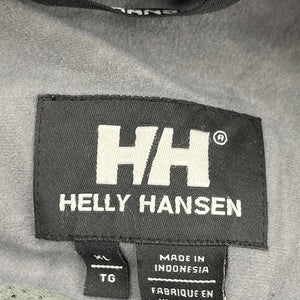 HH®
HELLY HANSEN
XL
TG
MADE IN
INDONESIA
FABRIQUE EN